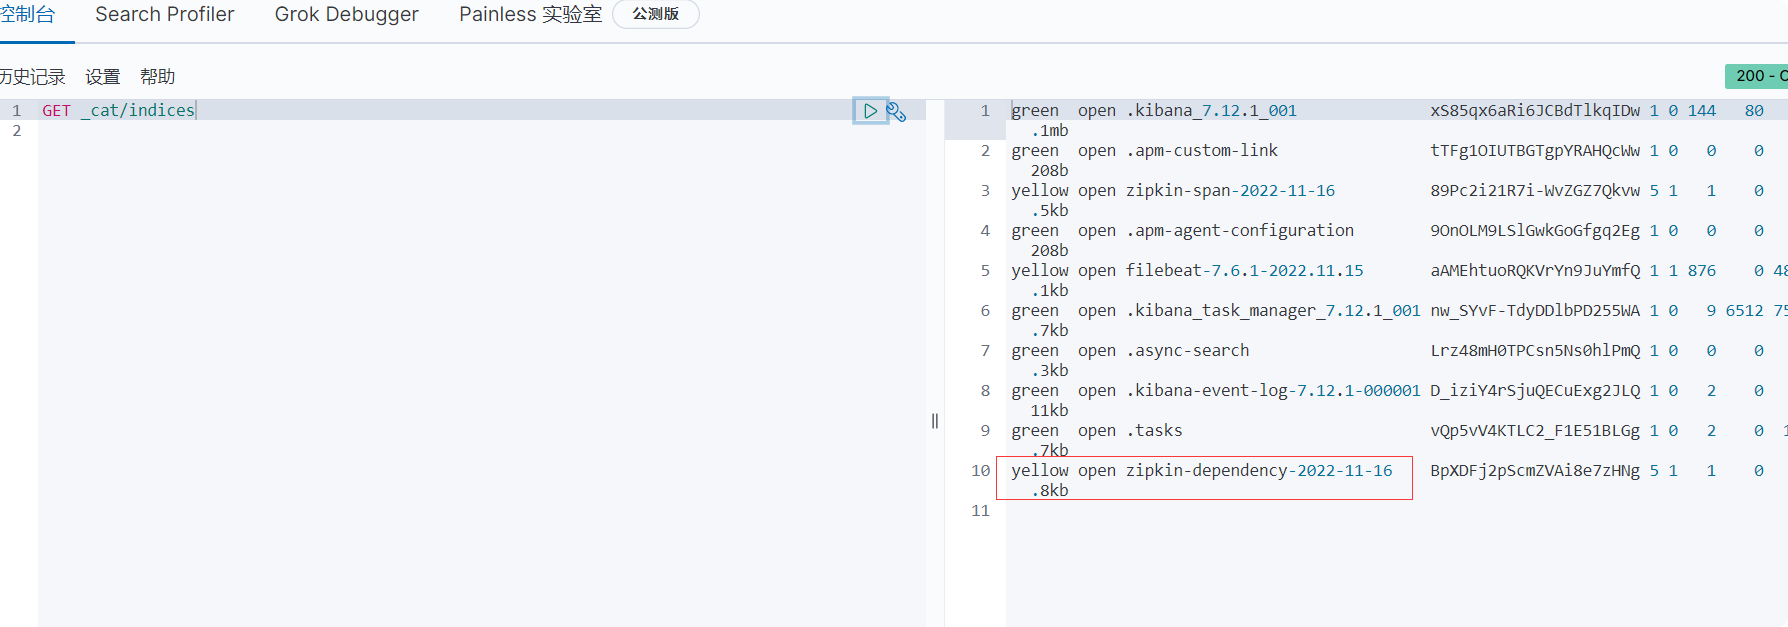 控制台 Search Profiler Grok Debugger Painless 实验室 公测版
历史记录 设置 帮助
200 -
1 GET _cat/indices
2
1 green open .kibana_7.12.1_001 xS85qx6aRi6JCBdTlkqIDw 1 0 144 80
.1mb
2 green open .apm-custom-link tTFg1OIUTBGTgpYRAHQcWw 1 0 0 0
208b
3 yellow open zipkin-span-2022-11-16 89Pc2i21R7i-WvZGZ7Qkvw 5 1 1 0
.5kb
4 green open .apm-agent-configuration 9OnOLM9LSlGwkGoGfgq2Eg 1 0 0 0
208b
5 yellow open filebeat-7.6.1-2022.11.15 aAMEhtuoRQKVrYn9JuYmfQ 1 1 876 0 48
.1kb
6 green open .kibana_task_manager_7.12.1_001 nw_SYvF-TdyDDlbPD255WA 1 0 9 6512 75
.7kb
7 green open .async-search Lrz48mH0TPCsn5Ns0hlPmQ 1 0 0 0
.3kb
8 green open .kibana-event-log-7.12.1-000001 D_iziY4rSjuQECuExg2JLQ 1 0 2 0
11kb
9 green open .tasks vQp5vV4KTLC2_F1E51BLGg 1 0 2 0 1
.7kb
10 yellow open zipkin-dependency-2022-11-16 BpXDFj2pScmZVAi8e7zHNg 5 1 1 0
.8kb
11